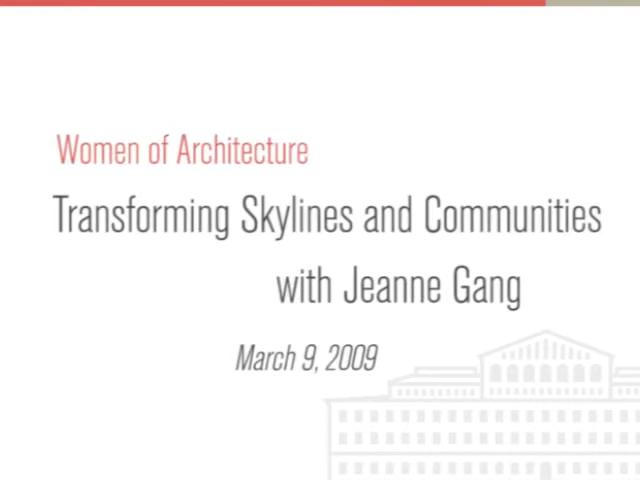 Women of Architecture
Transforming Skylines and Communities
with Jeanne Gang
March 9, 2009